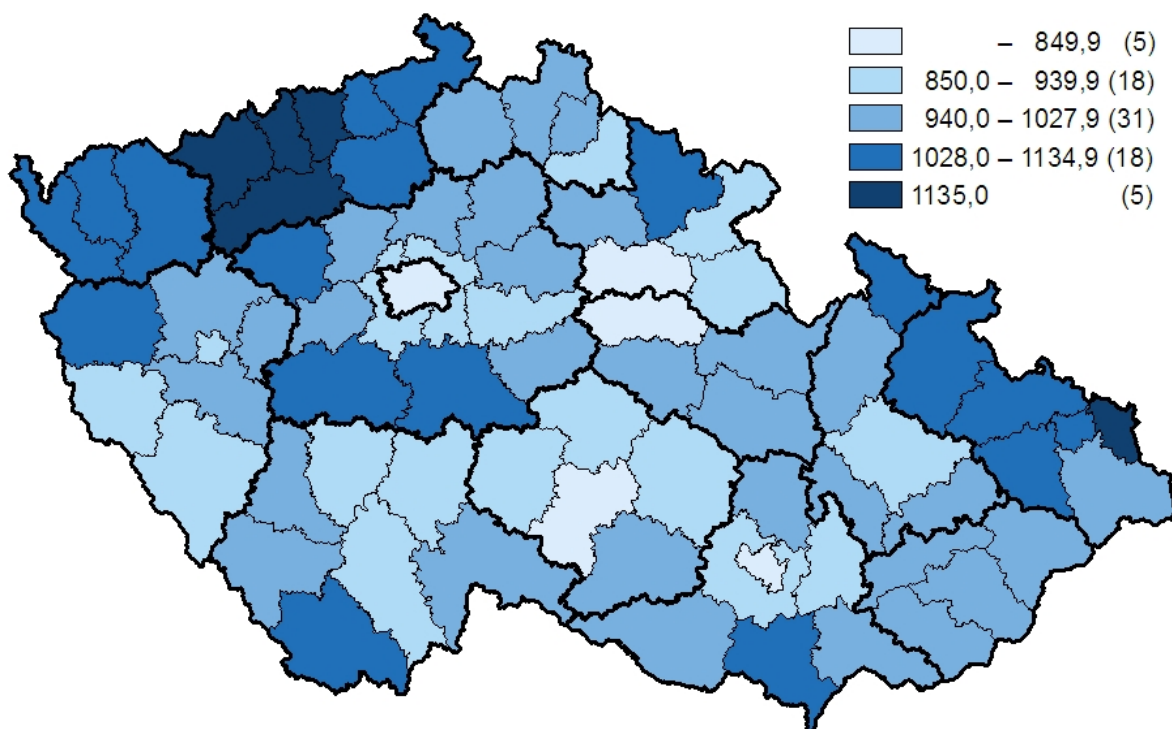 – 849,9 (5)
850,0 – 939,9 (18)
940,0 – 1027,9 (31)
1028,0 – 1134,9 (18)
1135,0 (5)